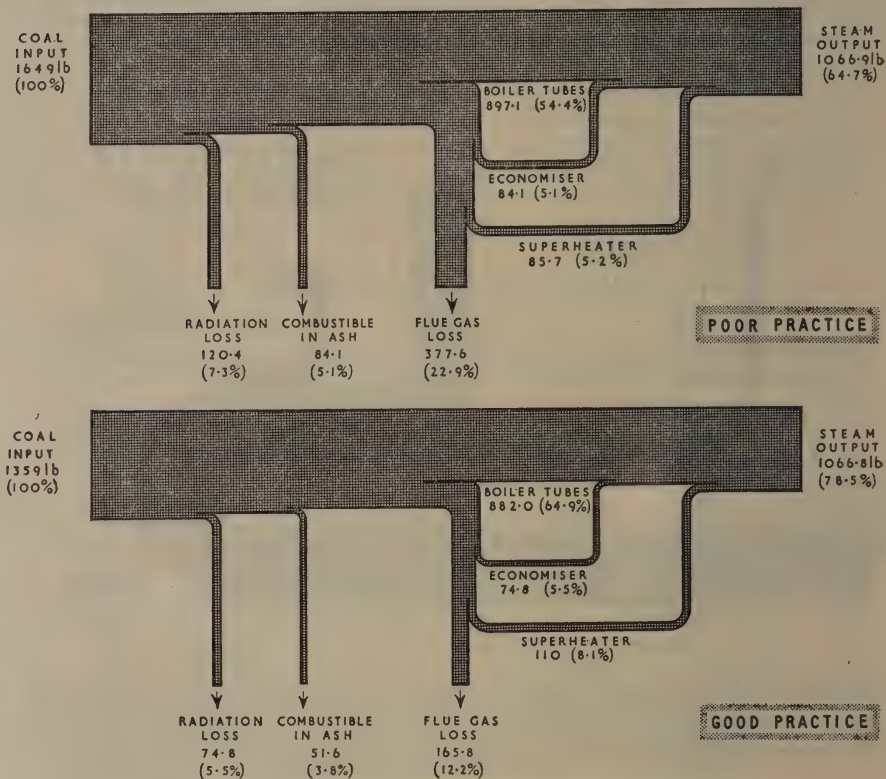 COAL
INPUT
1649lb
(100%)
STEAM
OUTPUT
1066·9lb
(64·7%)
BOILER TUBES
897·1 (54·4%)
ECONOMISER
84·1 (5·1%)
SUPERHEATER
85·7 (5·2%)
RADIATION
LOSS
120·4
(7·3%)
COMBUSTIBLE
IN ASH
84·1
(5·1%)
FLUE GAS
LOSS
377·6
(22·9%)
POOR PRACTICE
COAL
INPUT
1359lb
(100%)
STEAM
OUTPUT
1066·8lb
(78·5%)
BOILER TUBES
882·0 (64·9%)
ECONOMISER
74·8 (5·5%)
SUPERHEATER
110 (8·1%)
RADIATION
LOSS
74·8
(5·5%)
COMBUSTIBLE
IN ASH
51·6
(3·8%)
FLUE GAS
LOSS
165·8
(12·2%)
GOOD PRACTICE